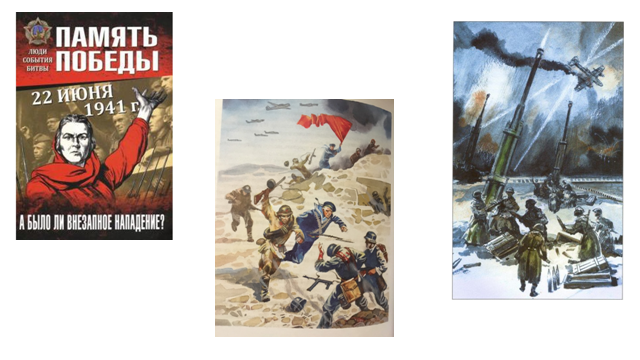 ЛЮДИ
СОБЫТИЯ
БИТВЫ
ПАМЯТЬ
ПОБЕДЫ
22 ИЮНЯ
1941 г.
А БЫЛО ЛИ ВНЕЗАПНОЕ НАПАДЕНИЕ?